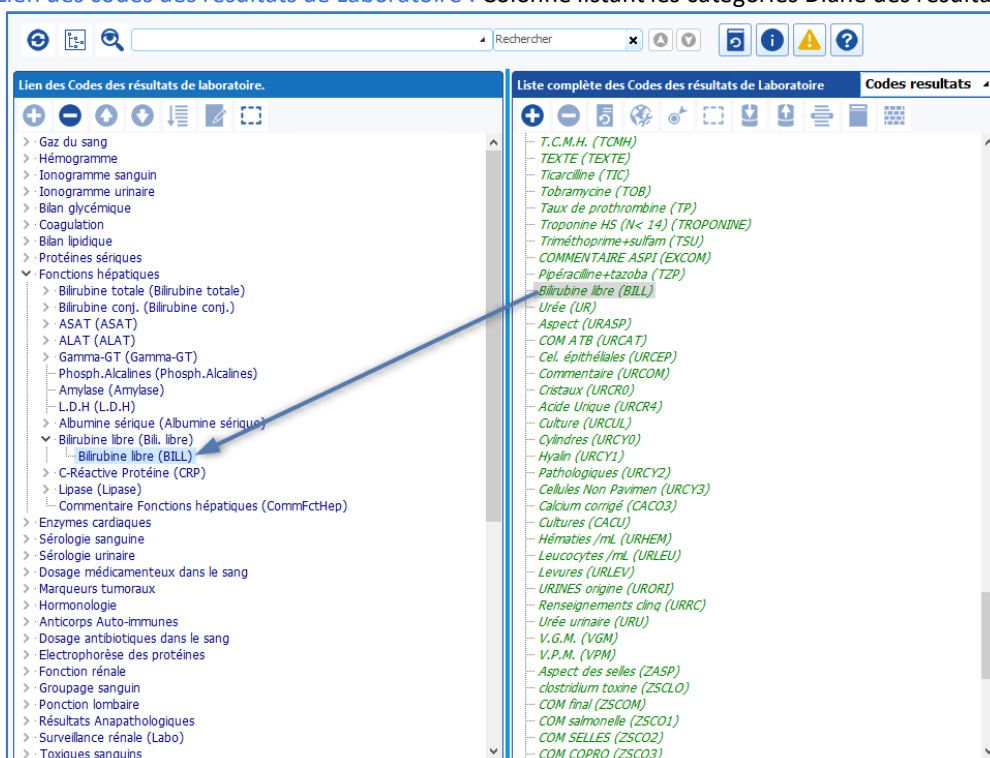 Lien des codes des résultats de Laboratoire : Colonne listant les catégories Diane des résulta
Rechercher
Lien des Codes des résultats de laboratoire.
Gaz du sang
Hémogramme
Ionogramme sanguin
Ionogramme urinaire
Bilan glycémique
Coagulation
Bilan lipidique
Protéines sériques
Fonctions hépatiques
Bilirubine totale (Bilirubine totale)
Bilirubine conj. (Bilirubine conj.)
ASAT (ASAT)
ALAT (ALAT)
Gamma-GT (Gamma-GT)
Phosph.Alcalines (Phosph.Alcalines)
Amylase (Amylase)
L.D.H (L.D.H)
Albumine sérique (Albumine sérique)
Bilirubine libre (Bili. libre)
Bilirubine libre (BILL)
C-Réactive Protéine (CRP)
Lipase (Lipase)
Commentaire Fonctions hépatiques (CommFctHep)
Enzymes cardiaques
Sérologie sanguine
Sérologie urinaire
Dosage médicamenteux dans le sang
Marqueurs tumoraux
Hormonologie
Anticorps Auto-immunes
Dosage antibiotiques dans le sang
Electrophorèse des protéines
Fonction rénale
Groupage sanguin
Ponction lombaire
Résultats Anapathologiques
Surveillance rénale (Labo)
Toxiques sanguins
Liste complète des Codes des résultats de Laboratoire
Codes resultats
T.C.M.H. (TCMH)
TEXTE (TEXTE)
Ticarcilline (TIC)
Tobramycine (TOB)
Taux de prothrombine (TP)
Troponine HS (N< 14) (TROPONINE)
Triméthoprime+sulfam (TSU)
COMMENTAIRE ASPI (EXCOM)
Pipéracilline+tazoba (TZP)
Bilirubine libre (BILL)
Urée (UR)
Aspect (URASP)
COM ATB (URCAT)
Cel. épithéliales (URCEP)
Commentaire (URCOM)
Cristaux (URCR0)
Acide Urique (URCR4)
Culture (URCUL)
Cylindres (URCY0)
Hyalin (URCY1)
Pathologiques (URCY2)
Cellules Non Pavimen (URCY3)
Calcium corrigé (CACO3)
Cultures (CACU)
Hématies /mL (URHEM)
Leucocytes /mL (URLEU)
Levures (URLEV)
URINES origine (URORI)
Renseignements clinq (URRC)
Urée urinaire (URU)
V.G.M. (VGM)
V.P.M. (VPM)
Aspect des selles (ZASP)
clostridium toxine (ZSCLO)
COM final (ZSCOM)
COM salmonelle (ZSCO1)
COM SELLES (ZSCO2)
COM COPRO (ZSCO3)